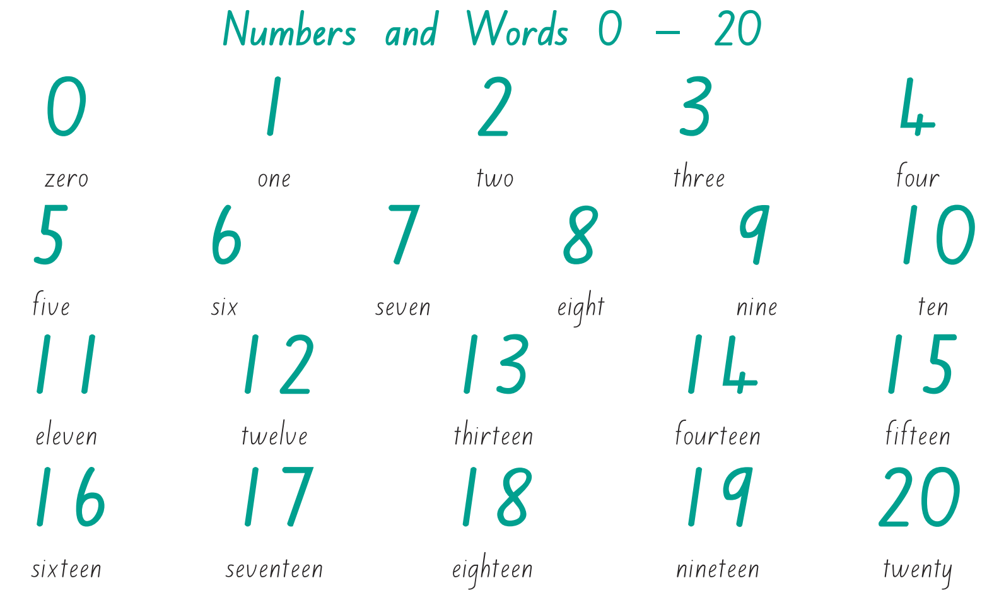 Numbers and Words 0 – 20
0 1 2 3 4
zero one two three four
5 6 7 8 9 10
five six seven eight nine ten
11 12 13 14 15
eleven twelve thirteen fourteen fifteen
16 17 18 19 20
sixteen seventeen eighteen nineteen twenty